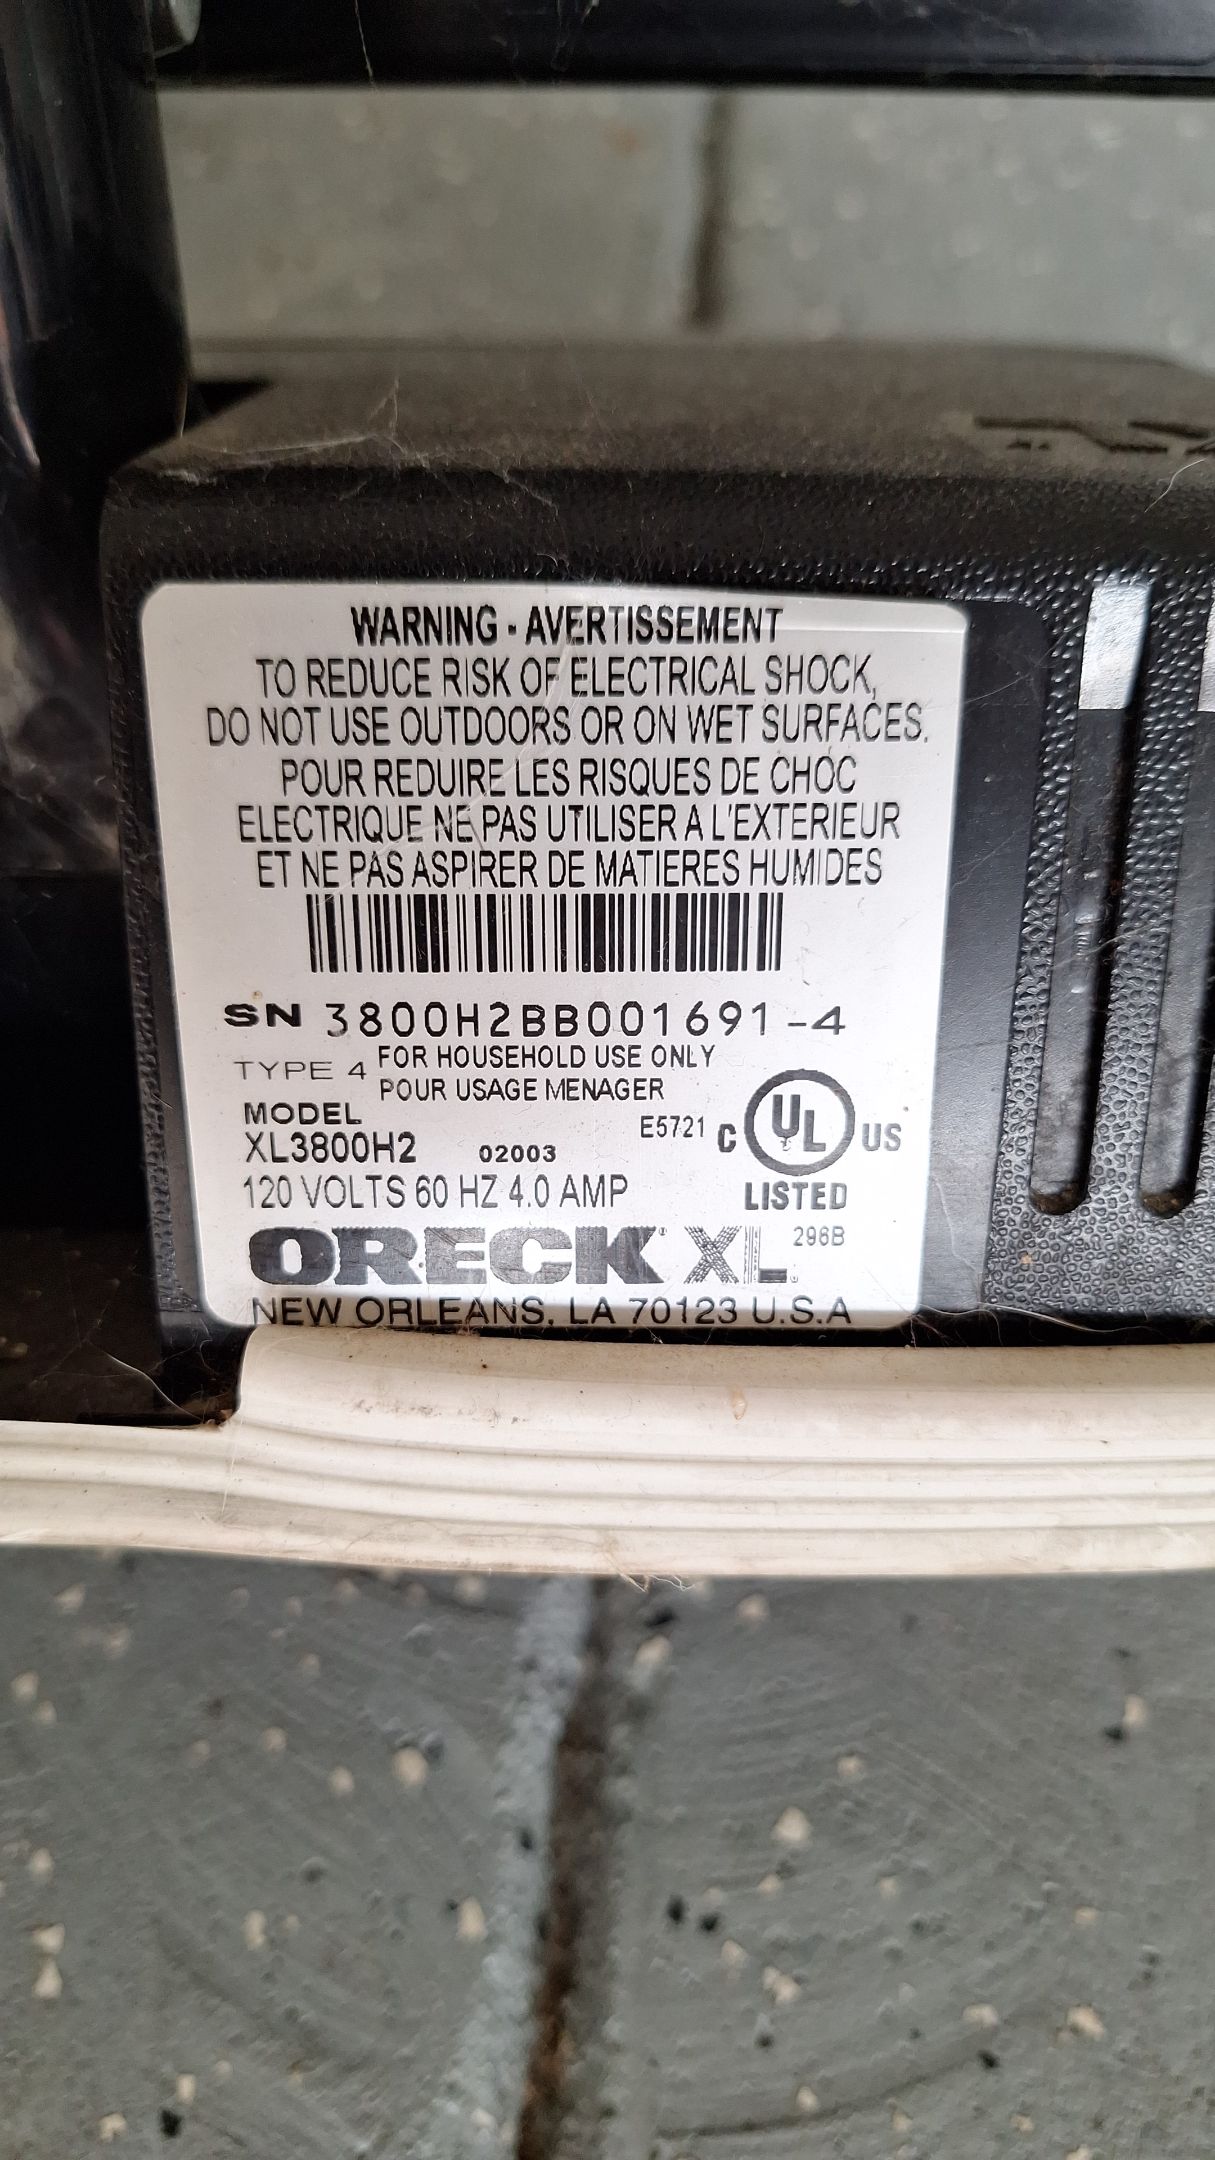 WARNING - AVERTISSEMENT
TO REDUCE RISK OF ELECTRICAL SHOCK,
DO NOT USE OUTDOORS OR ON WET SURFACES.
POUR REDUIRE LES RISQUES DE CHOC
ELECTRIQUE NE PAS UTILISER A L'EXTERIEUR
ET NE PAS ASPIRER DE MATIERES HUMIDES
SN 3800H2BB001691-4
TYPE 4 FOR HOUSEHOLD USE ONLY
POUR USAGE MENAGER
MODEL
XL3800H2 02003 E5721 C UL US
120 VOLTS 60 HZ 4.0 AMP LISTED
ORECK XL 296B
NEW ORLEANS, LA 70123 U.S.A